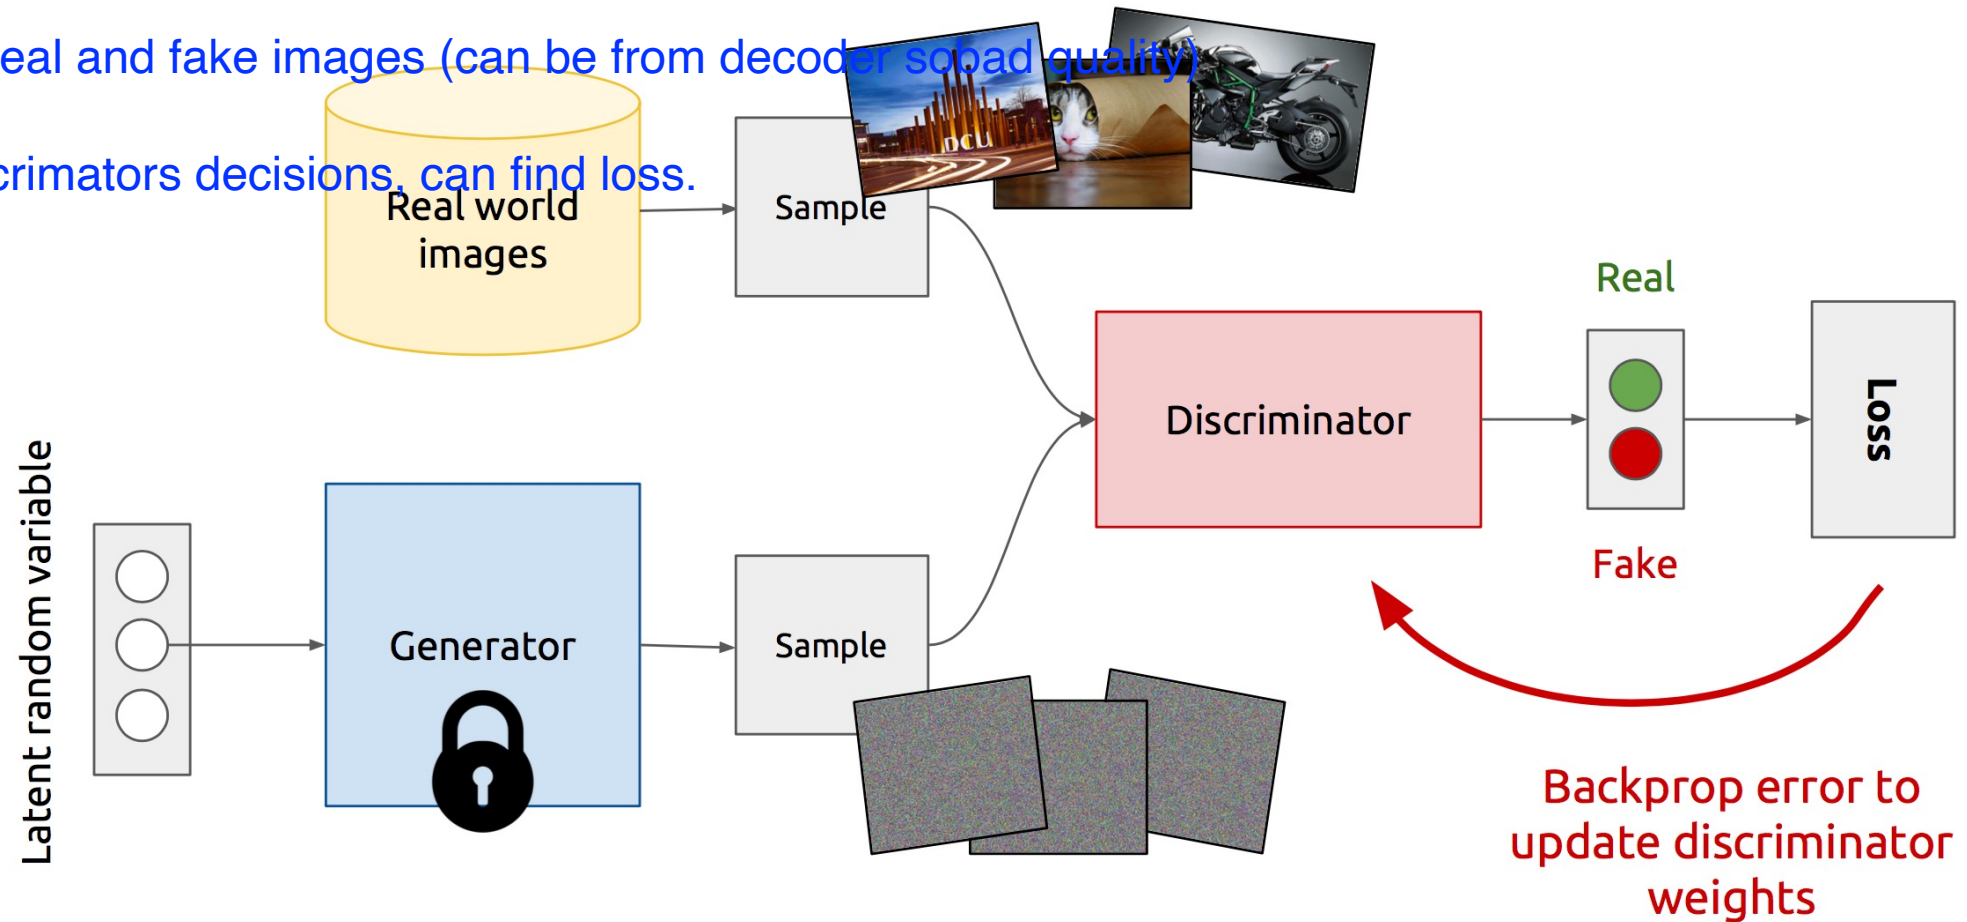 eal and fake images (can be from decoder sobad quality)
crimators decisions, can find loss.
Real world
images
Sample
DCU
Real
Discriminator
Loss
Fake
Latent random variable
Generator
Sample
Backprop error to
update discriminator
weights